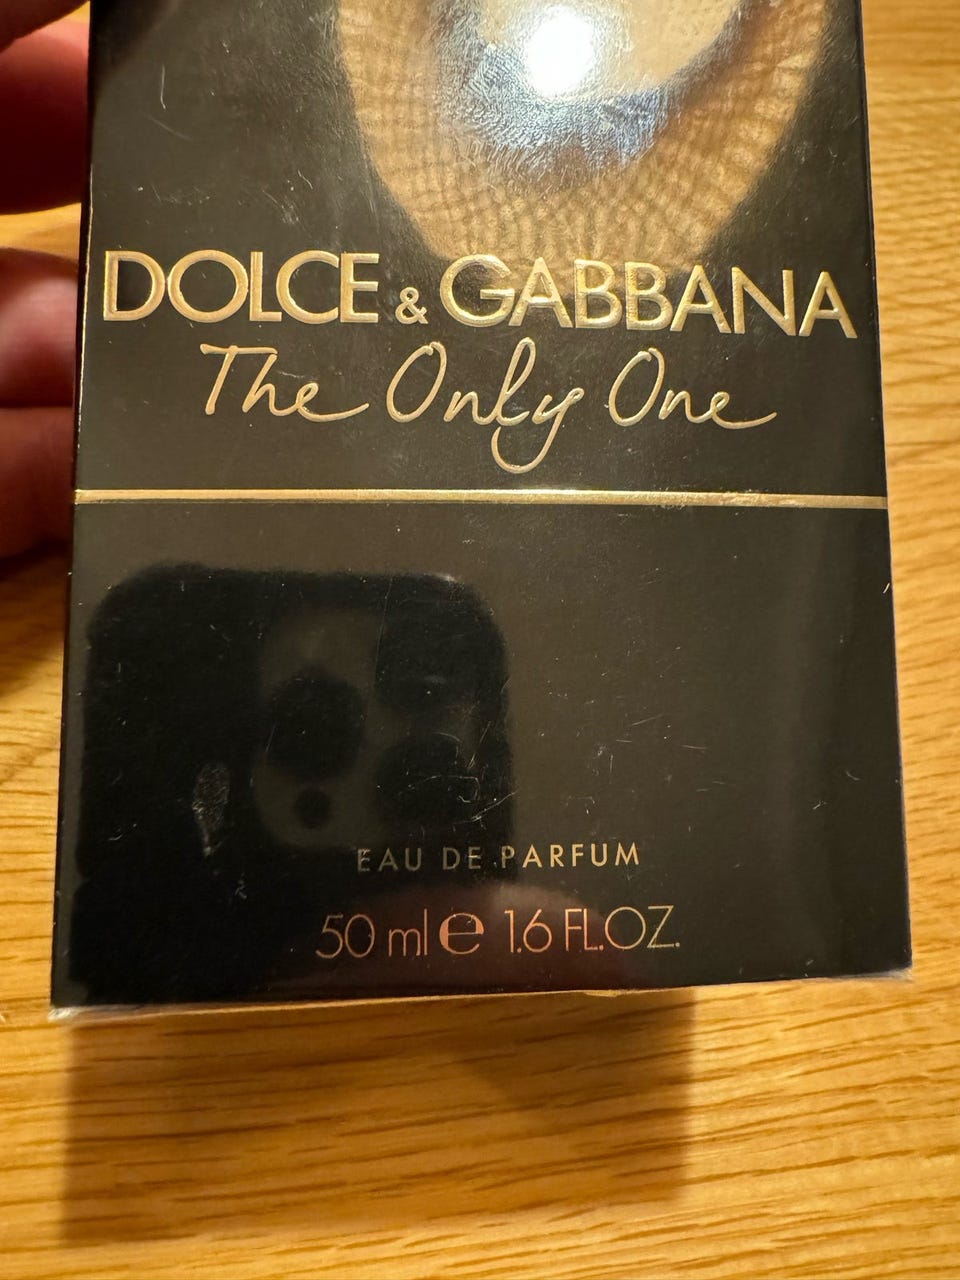 DOLCE & GABBANA
The Only One
EAU DE PARFUM
50 ml ℮ 1.6 FL.OZ.